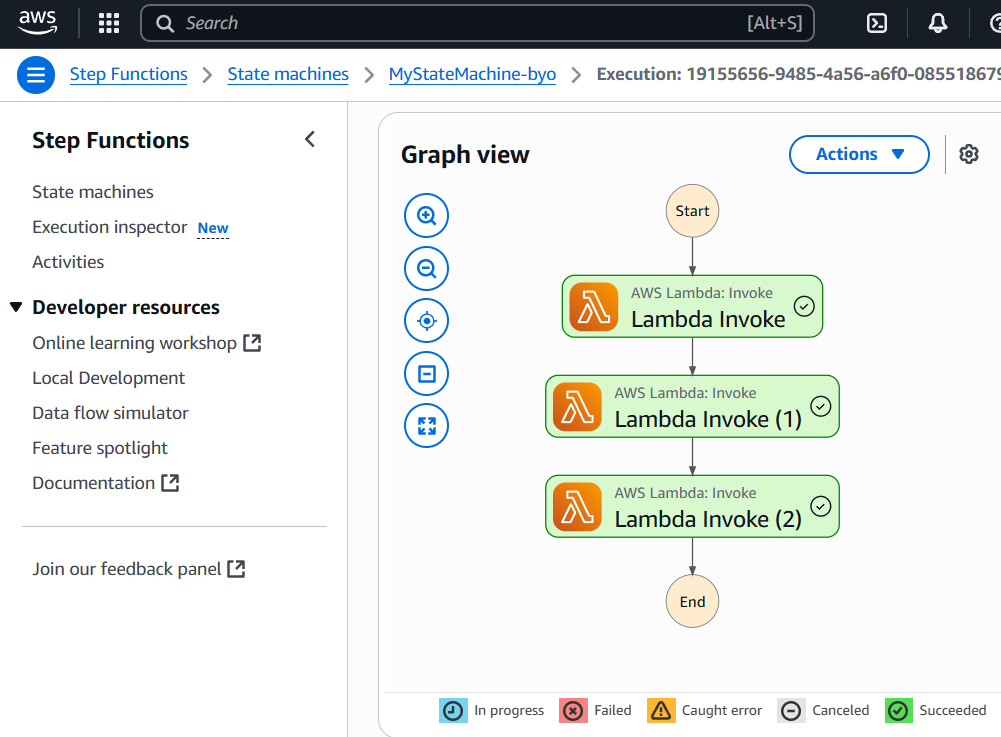 aws
Search [Alt+S]
Step Functions State machines MyStateMachine-byo Execution: 19155656-9485-4a56-a6f0-085518679
Step Functions
State machines
Execution inspector New
Activities
Developer resources
Online learning workshop
Local Development
Data flow simulator
Feature spotlight
Documentation
Join our feedback panel
Graph view
Actions
Start
AWS Lambda: Invoke
Lambda Invoke
AWS Lambda: Invoke
Lambda Invoke (1)
AWS Lambda: Invoke
Lambda Invoke (2)
End
In progress Failed Caught error Canceled Succeeded